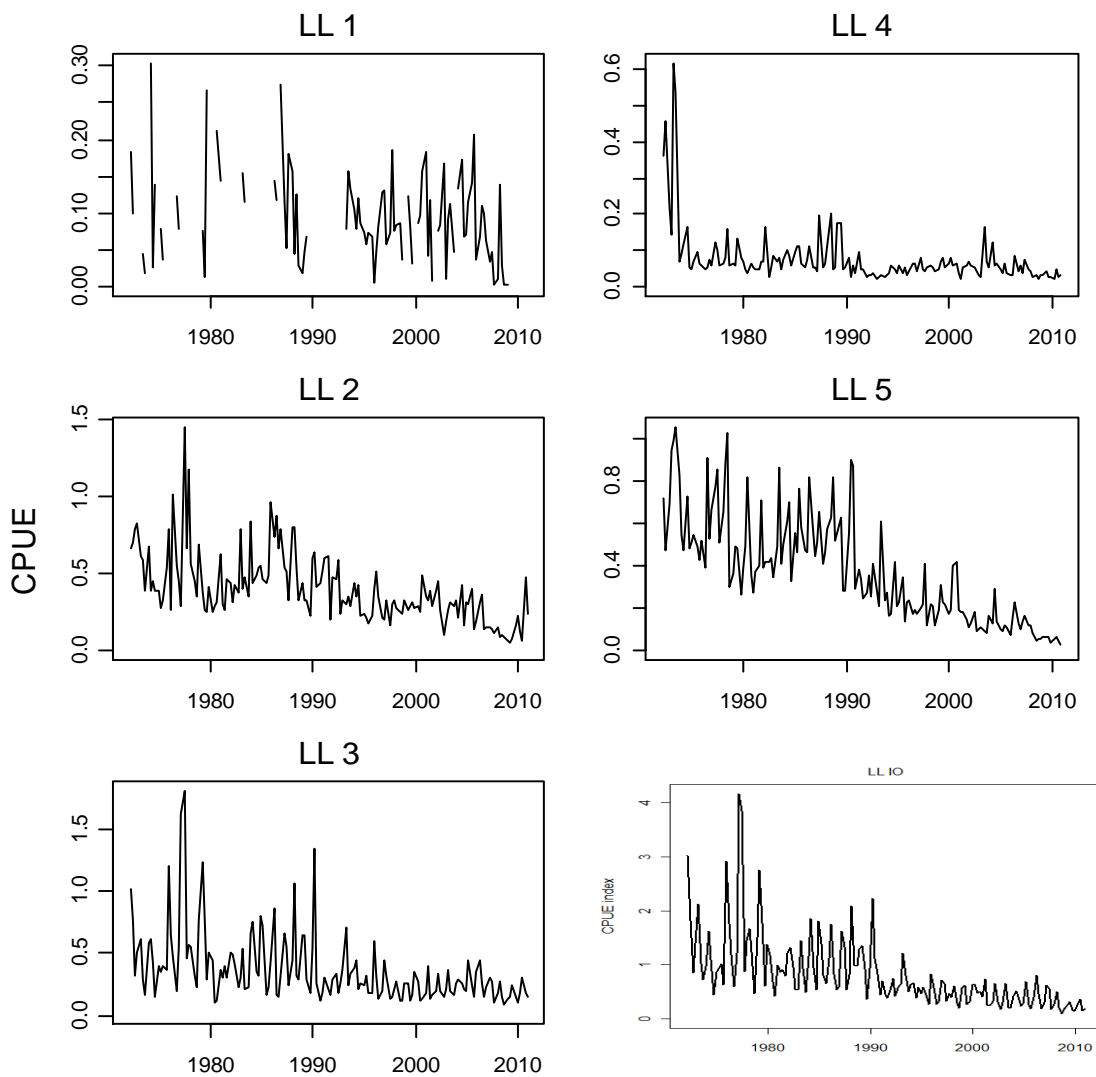 LL 1
0.00 0.10 0.20 0.30
1980 1990 2000 2010
LL 4
0.0 0.2 0.4 0.6
1980 1990 2000 2010
CPUE
LL 2
0.0 0.5 1.0 1.5
1980 1990 2000 2010
LL 5
0.0 0.4 0.8
1980 1990 2000 2010
LL 3
0.0 0.5 1.0 1.5
1980 1990 2000 2010
LL IO
CPUE index
0 1 2 3 4
1980 1990 2000 2010